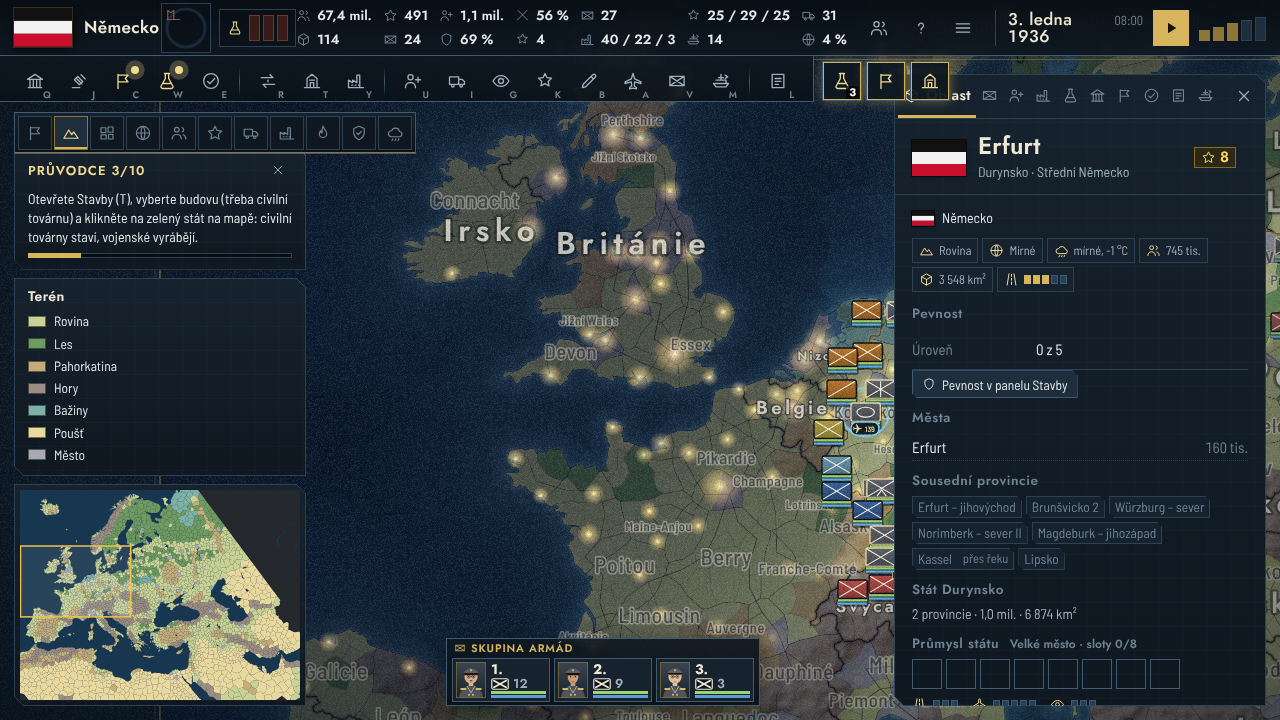 Německo
67,4 mil.
491
1,1 mil.
56 %
27
25 / 29 / 25
31
114
24
69 %
4
40 / 22 / 3
14
4 %
?
3. ledna
1936
08:00
Q
J
C
W
E
R
T
Y
U
I
G
K
B
A
V
M
L
3
PRŮVODCE 3/10
Otevřete Stavby (T), vyberte budovu (třeba civilní
továrnu) a klikněte na zelený stát na mapě: civilní
továrny staví, vojenské vyrábějí.
Terén
Rovina
Les
Pahorkatina
Hory
Bažiny
Poušť
Město
Perthshire
Jižní Skotsko
Connacht
Irsko
Británie
Jižní Wales
Devon
Essex
Belgie
Pikardie
Champagne
Maine-Anjou
Poitou
Berry
Franche-Comté
Limousin
Auvergne
Galicie
León
Languedoc
Toulouse
Dauphiné
Piemont
139
SKUPINA ARMÁD
1.
12
2.
9
3.
3
Erfurt
Durynsko · Střední Německo
8
Německo
Rovina
Mírné
mírné, -1 °C
745 tis.
3 548 km²
Pevnost
Úroveň
0 z 5
Pevnost v panelu Stavby
Města
Erfurt
160 tis.
Sousední provincie
Erfurt – jihovýchod
Brunšvicko 2
Würzburg – sever
Norimberk – sever II
Magdeburk – jihozápad
Kassel přes řeku
Lipsko
Stát Durynsko
2 provincie · 1,0 mil. · 6 874 km²
Průmysl státu
Velké město · sloty 0/8